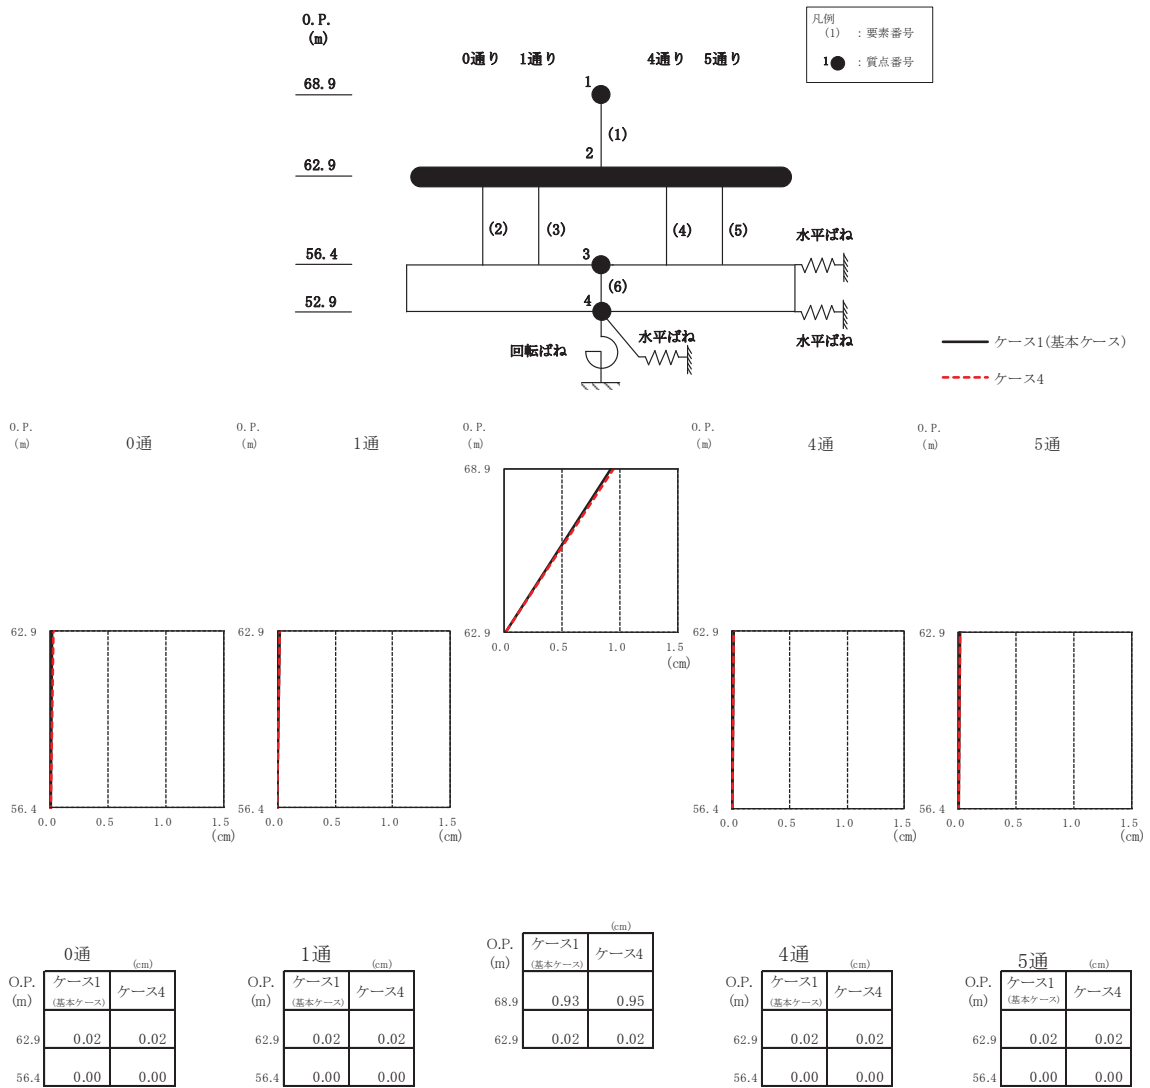 O.P.
(m)
0通り 1通り 4通り 5通り
凡例
(1) : 要素番号
1 : 質点番号
68.9
1
(1)
62.9
2
(2) (3) (4) (5)
水平ばね
56.4
3
(6)
52.9
4
水平ばね 水平ばね
回転ばね
ケース1(基本ケース)
ケース4
O.P.
(m)
0通
O.P.
(m)
1通
O.P.
(m)
O.P.
(m)
4通
O.P.
(m)
5通
68.9
62.9
0.0 0.5 1.0 1.5
(cm)
62.9
56.4
0.0 0.5 1.0 1.5
(cm)
62.9
56.4
0.0 0.5 1.0 1.5
(cm)
62.9
56.4
0.0 0.5 1.0 1.5
(cm)
62.9
56.4
0.0 0.5 1.0 1.5
(cm)
0通 (cm)
O.P.
(m)
ケース1
(基本ケース)
ケース4
62.9 0.02 0.02
56.4 0.00 0.00
1通 (cm)
O.P.
(m)
ケース1
(基本ケース)
ケース4
62.9 0.02 0.02
56.4 0.00 0.00
(cm)
O.P.
(m)
ケース1
(基本ケース)
ケース4
68.9 0.93 0.95
62.9 0.02 0.02
4通 (cm)
O.P.
(m)
ケース1
(基本ケース)
ケース4
62.9 0.02 0.02
56.4 0.00 0.00
5通 (cm)
O.P.
(m)
ケース1
(基本ケース)
ケース4
62.9 0.02 0.02
56.4 0.00 0.00